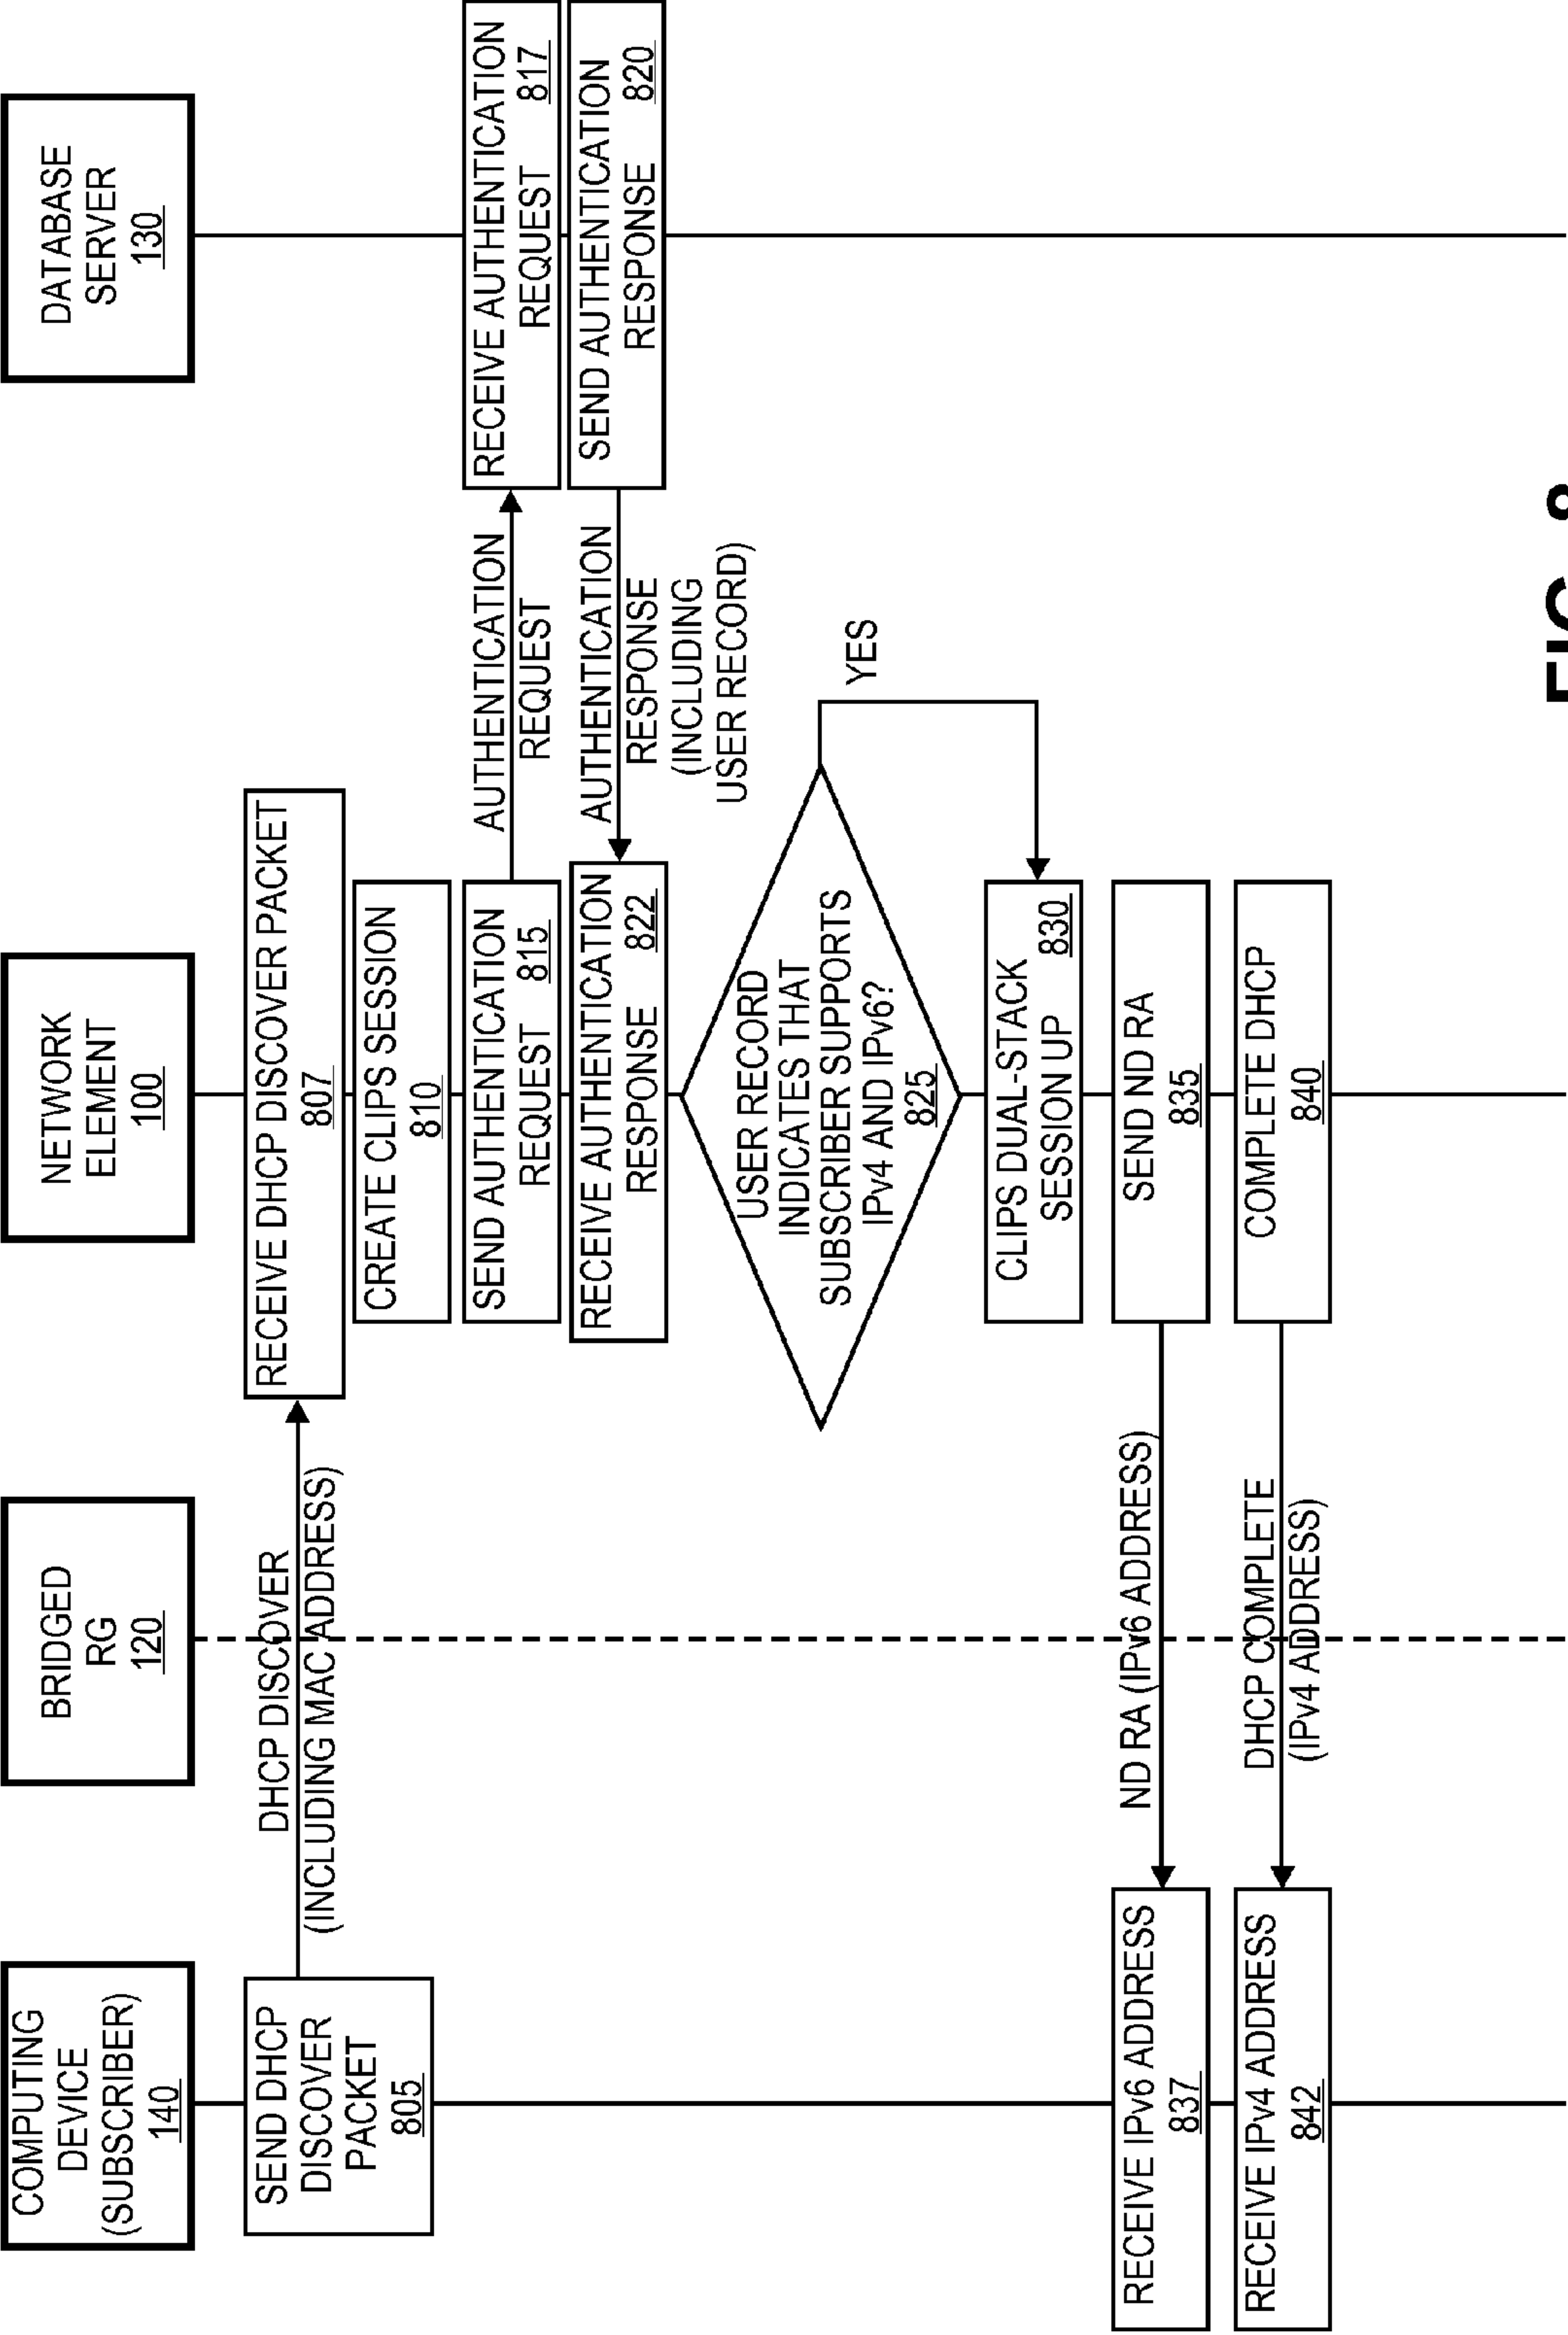 COMPUTING
DEVICE
(SUBSCRIBER)
140
BRIDGED
RG
120
NETWORK
ELEMENT
100
DATABASE
SERVER
130
SEND DHCP
DISCOVER
PACKET
805
DHCP DISCOVER
(INCLUDING MAC ADDRESS)
RECEIVE DHCP DISCOVER PACKET
807
CREATE CLIPS SESSION
810
SEND AUTHENTICATION
REQUEST 815
AUTHENTICATION
REQUEST
RECEIVE AUTHENTICATION
REQUEST 817
SEND AUTHENTICATION
RESPONSE 820
AUTHENTICATION
RESPONSE
(INCLUDING
USER RECORD)
RECEIVE AUTHENTICATION
RESPONSE 822
USER RECORD
INDICATES THAT
SUBSCRIBER SUPPORTS
IPv4 AND IPv6?
825
YES
CLIPS DUAL-STACK
SESSION UP 830
SEND ND RA
835
ND RA (IPv6 ADDRESS)
RECEIVE IPv6 ADDRESS
837
COMPLETE DHCP
840
DHCP COMPLETE
(IPv4 ADDRESS)
RECEIVE IPv4 ADDRESS
842